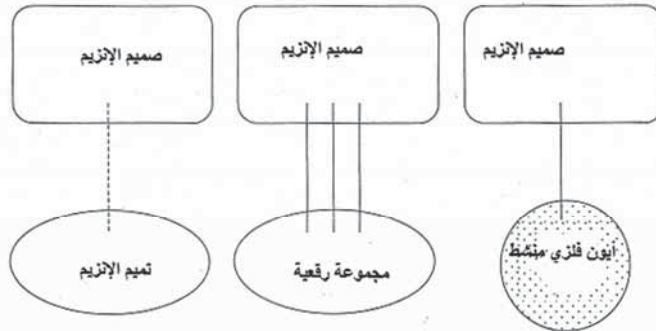 صميم الإنزيم
صميم الإنزيم
صميم الإنزيم
أيون فلزي منشط
مجموعة رقعية
تميم الإنزيم